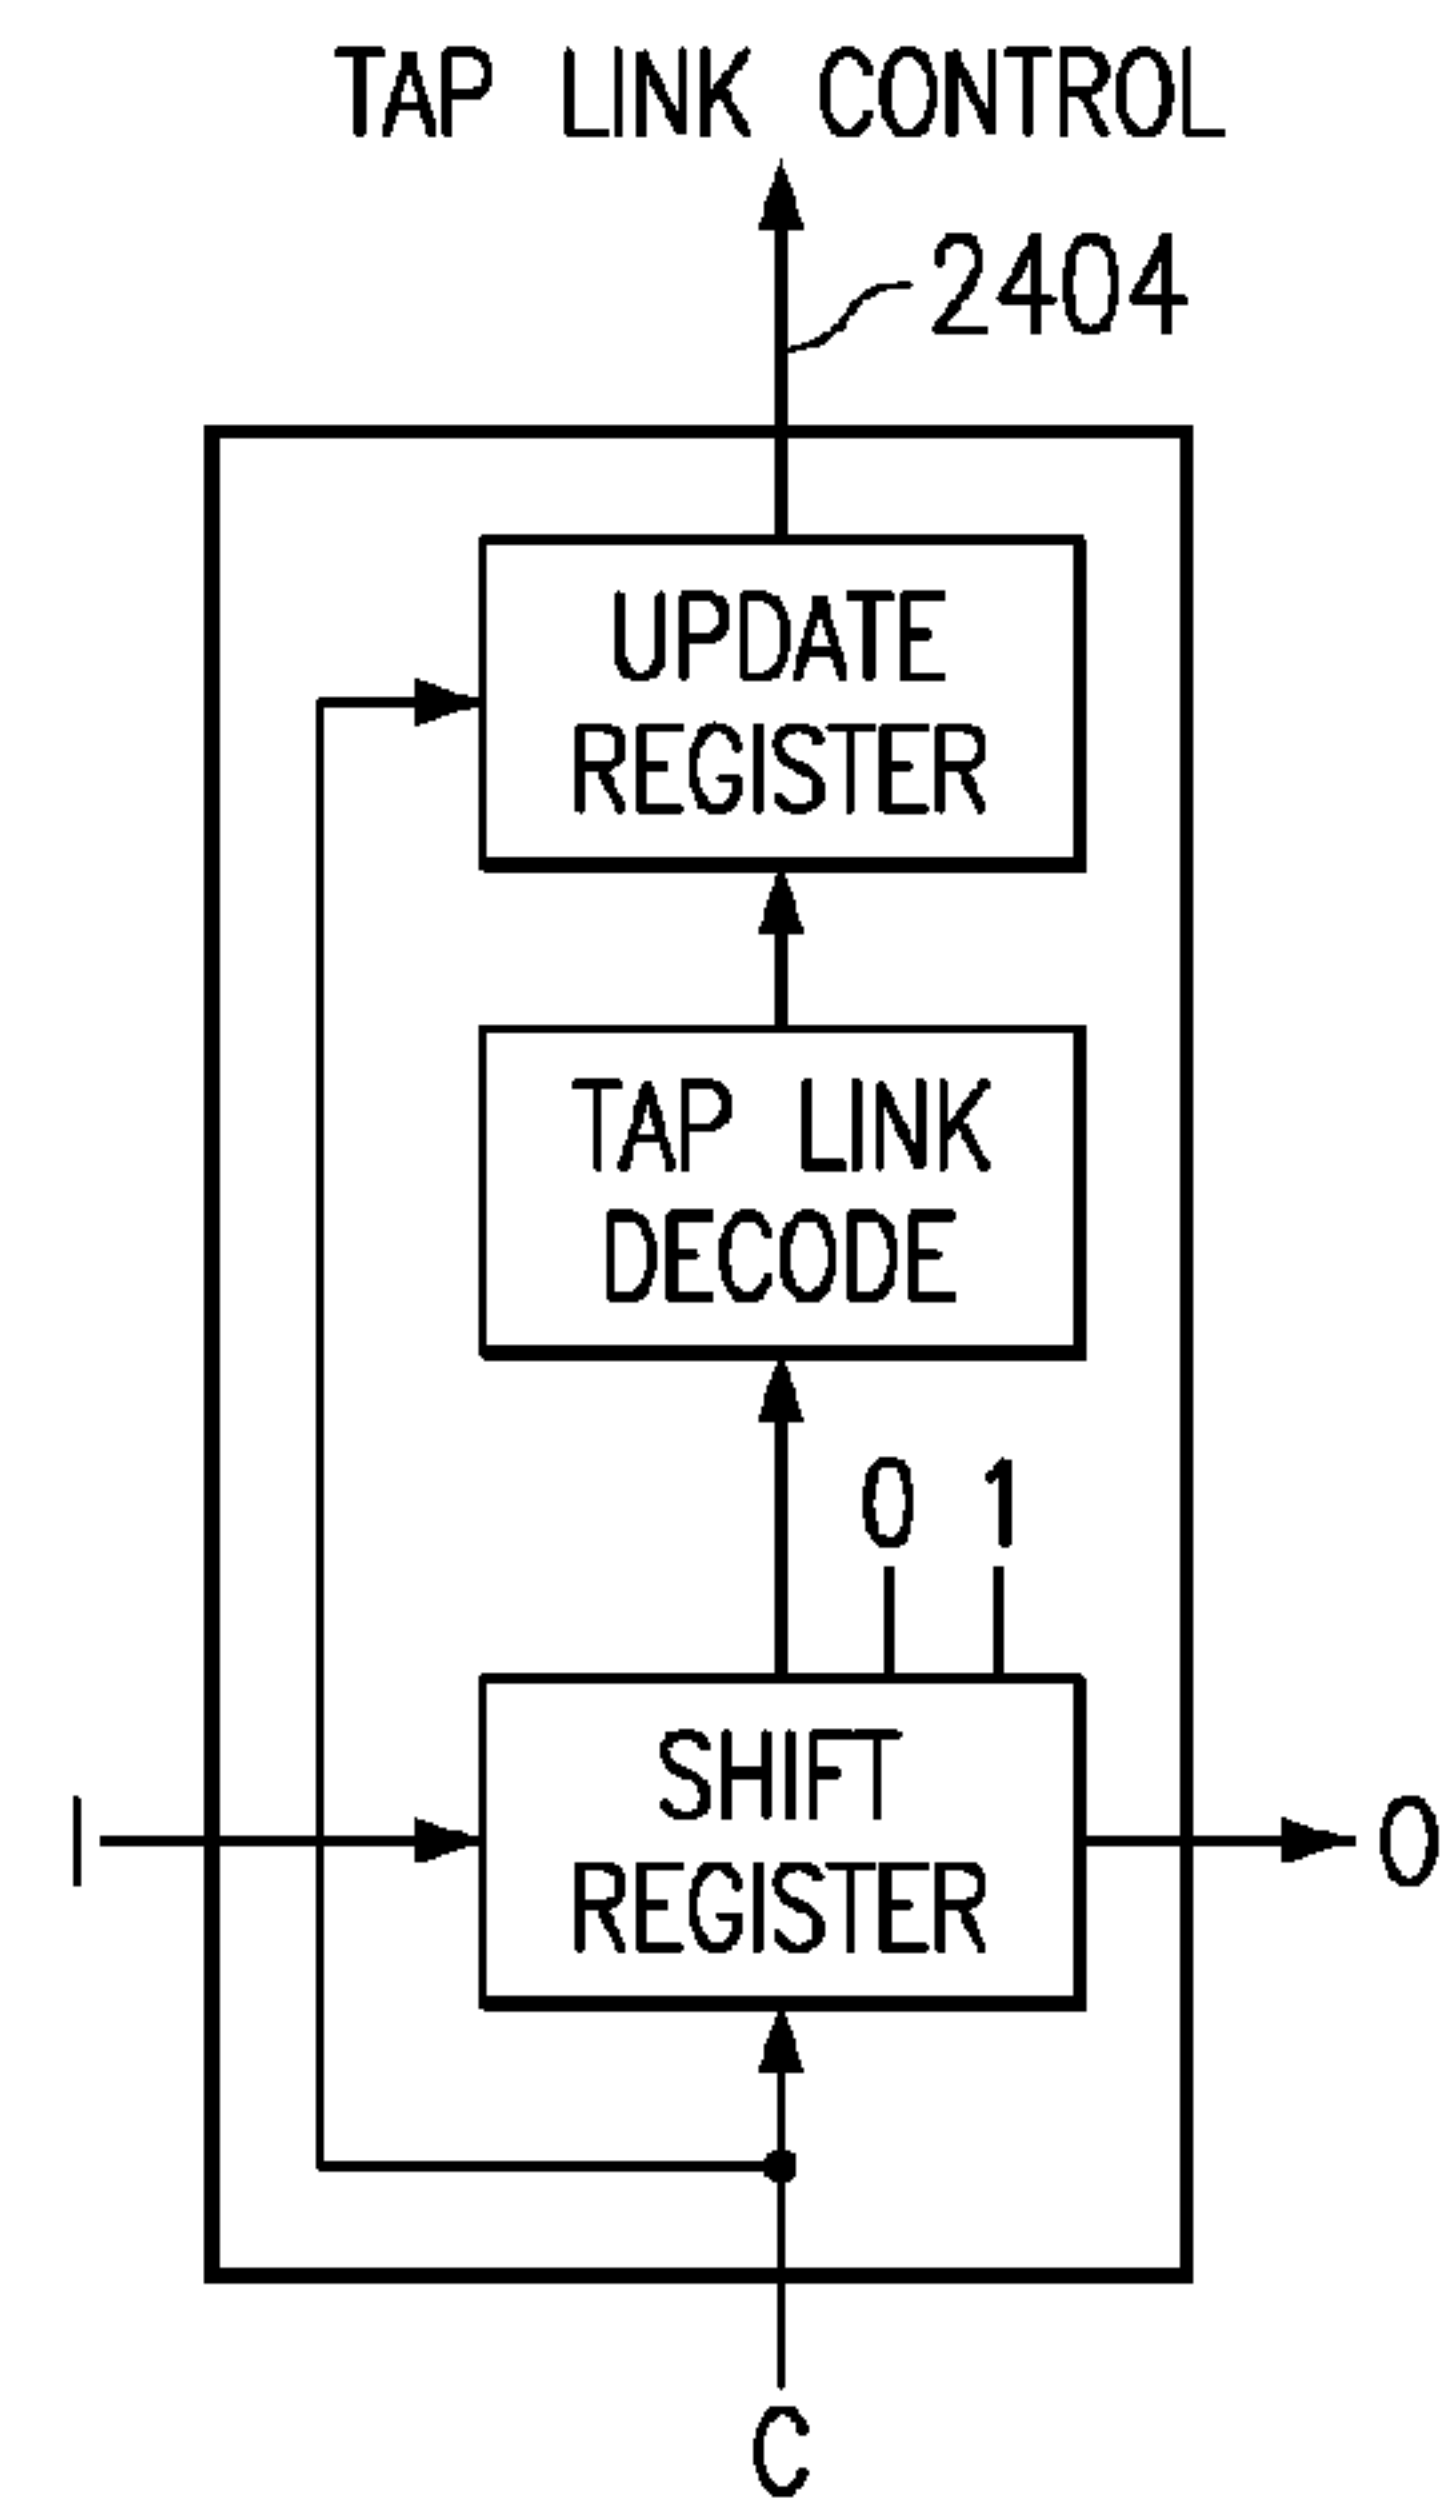 TAP LINK CONTROL
2404
UPDATE
REGISTER
TAP LINK
DECODE
0 1
SHIFT
REGISTER
I
O
C